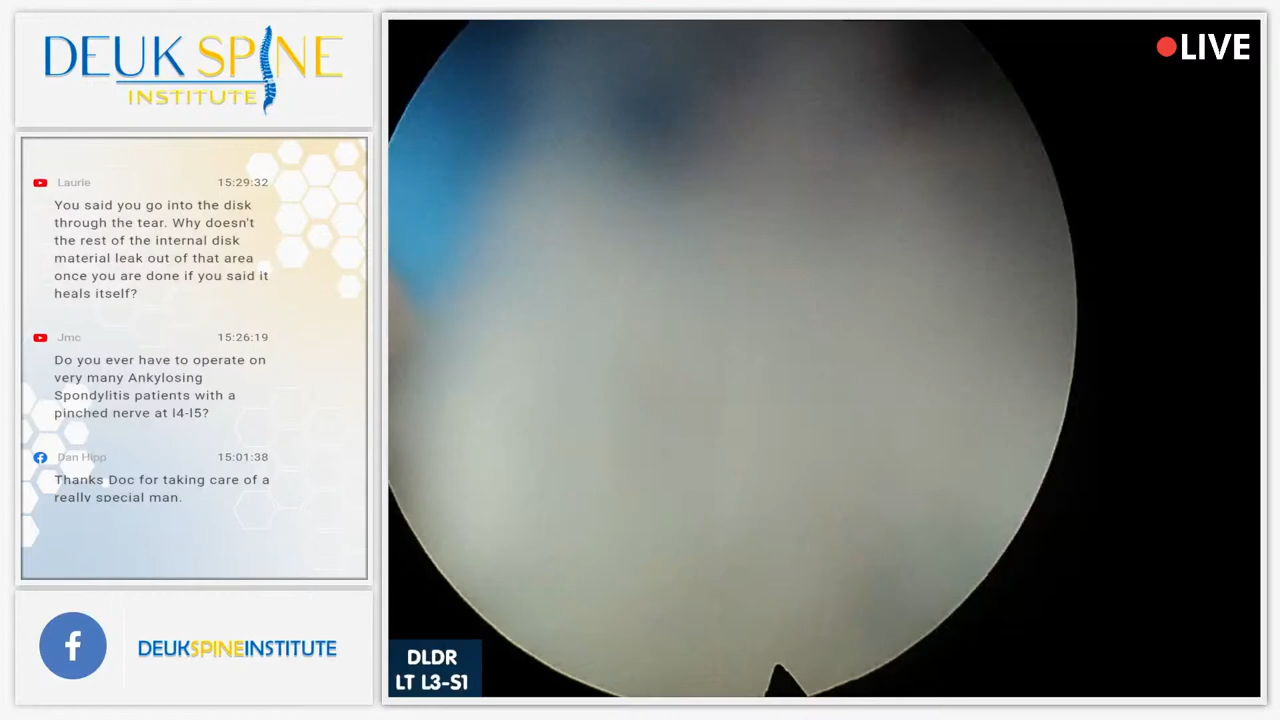 DEUK SPINE
INSTITUTE
Laurie 15:29:32
You said you go into the disk
through the tear. Why doesn't
the rest of the internal disk
material leak out of that area
once you are done if you said it
heals itself?
Jmc 15:26:19
Do you ever have to operate on
very many Ankylosing
Spondylitis patients with a
pinched nerve at l4-l5?
Dan Hipp 15:01:38
Thanks Doc for taking care of a
really special man.
f DEUKSPINEINSTITUTE
LIVE
DLDR
LT L3-S1